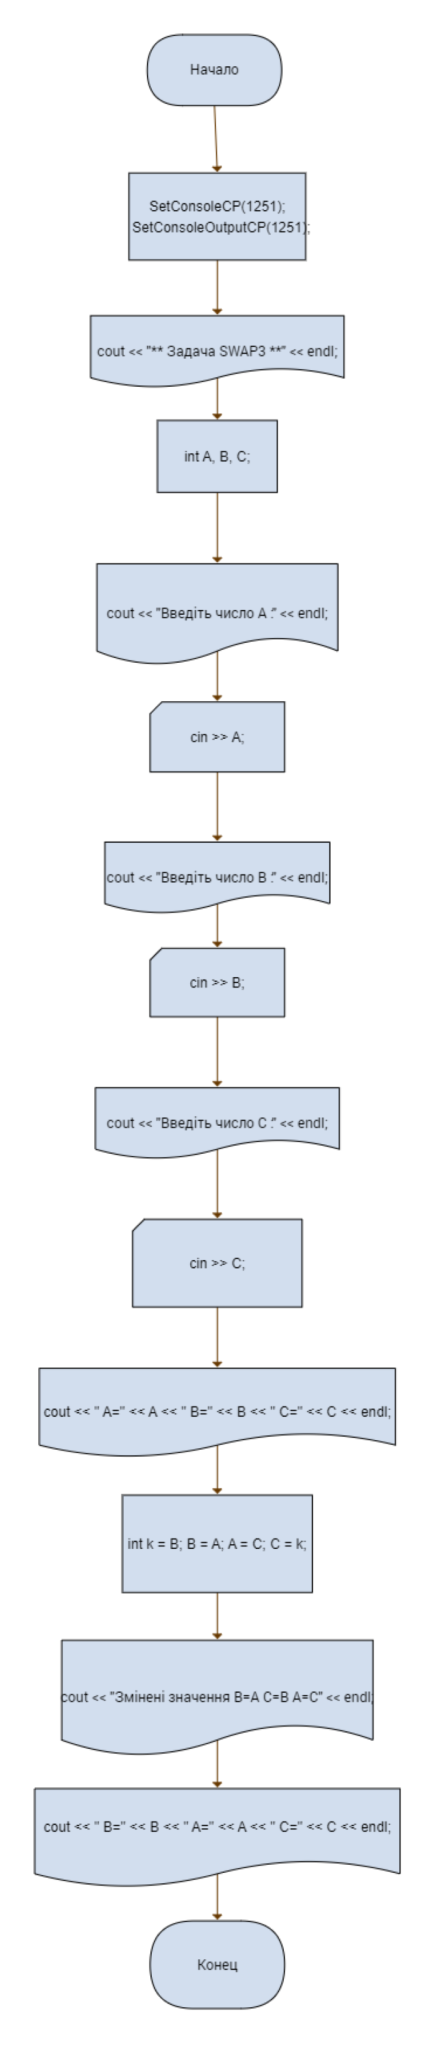 Начало
SetConsoleCP(1251);
SetConsoleOutputCP(1251);
cout << "** Задача SWAP3 **" << endl;
int A, B, C;
cout << "Введіть число A :" << endl;
cin >> A;
cout << "Введіть число B :" << endl;
cin >> B;
cout << "Введіть число C :" << endl;
cin >> C;
cout << " A=" << A << " B=" << B << " C=" << C << endl;
int k = B; B = A; A = C; C = k;
cout << "Змінені значення B=A C=B A=C" << endl;
cout << " B=" << B << " A=" << A << " C=" << C << endl;
Конец